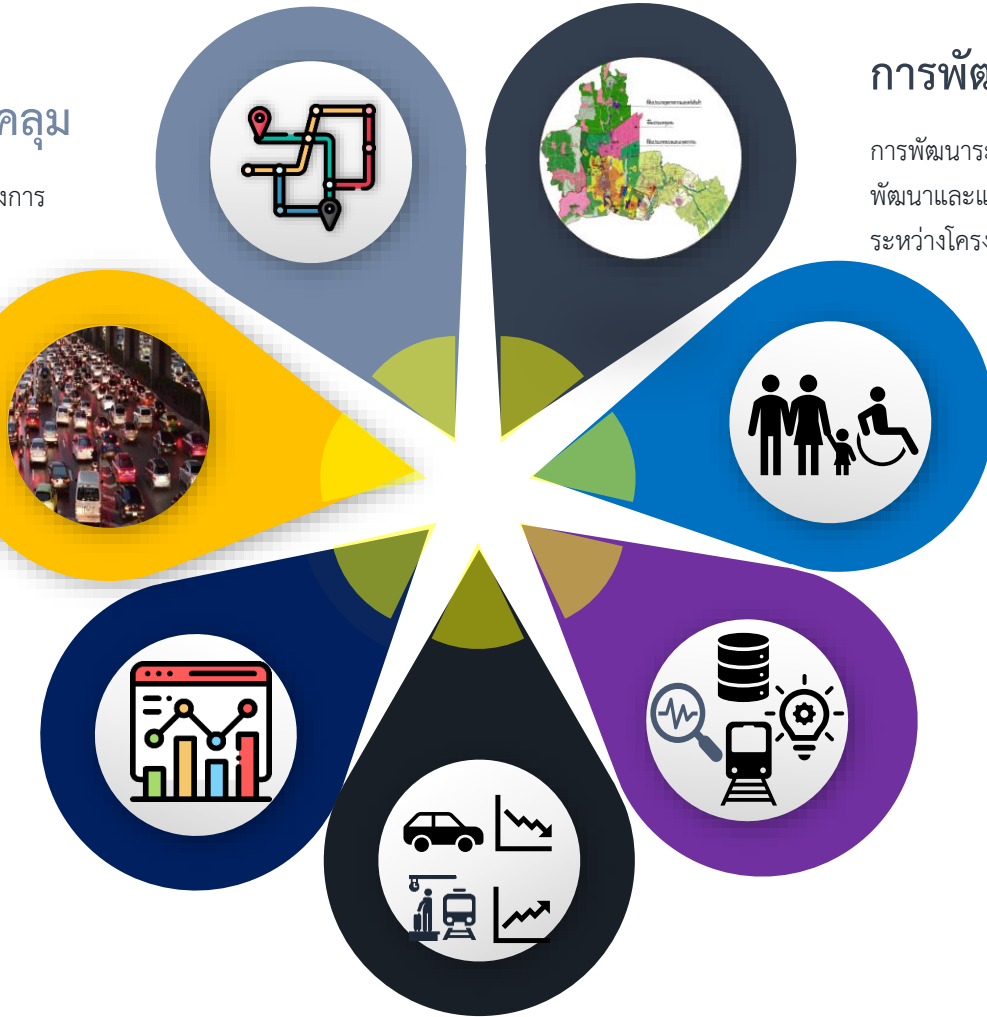 คลุม
งการ
การพัต
การพัฒนาระ
พัฒนาและแ
ระหว่างโครง